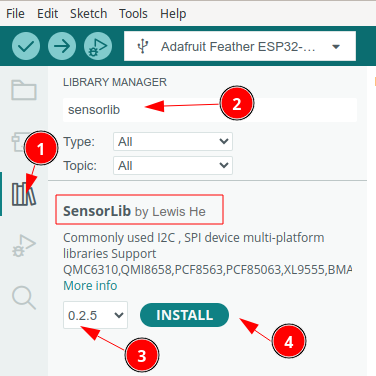 File Edit Sketch Tools Help
Adafruit Feather ESP32-...
LIBRARY MANAGER
sensorlib
2
Type: All
1
Topic: All
SensorLib by Lewis He
Commonly used I2C , SPI device multi-platform
libraries Support
QMC6310,QMI8658,PCF8563,PCF85063,XL9555,BMA
More info
0.2.5 INSTALL
3
4